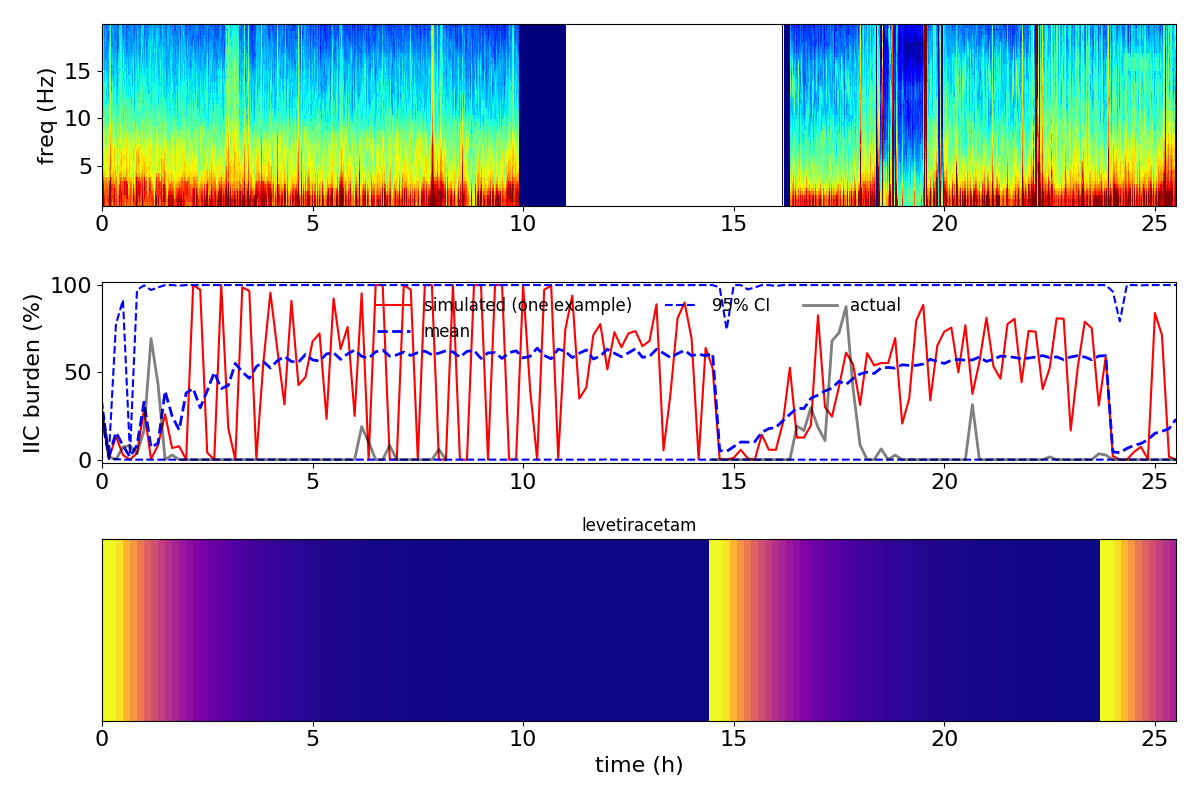 freq (Hz)
15
10
5
0 5 10 15 20 25
IIC burden (%)
100
50
0
simulated (one example) 95% CI actual
mean
0 5 10 15 20 25
levetiracetam
0 5 10 15 20 25
time (h)